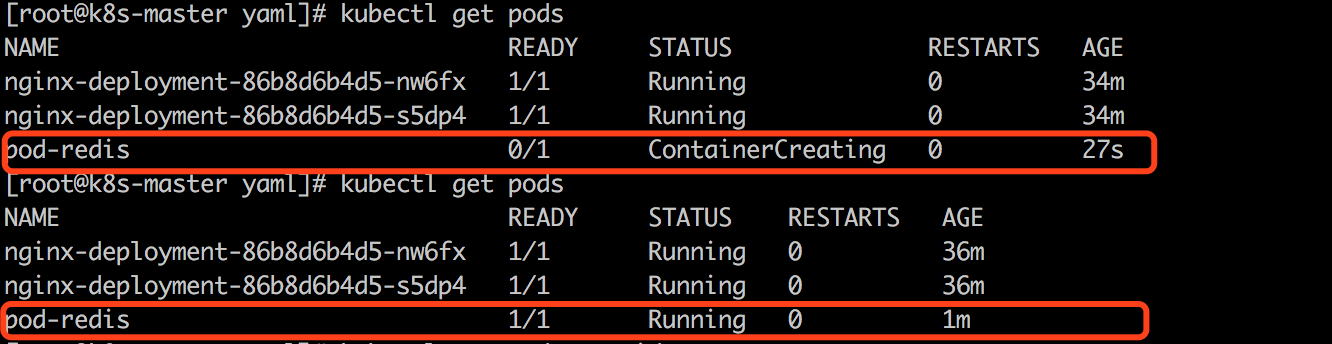 [root@k8s-master yaml]# kubectl get pods
NAME READY STATUS RESTARTS AGE
nginx-deployment-86b8d6b4d5-nw6fx 1/1 Running 0 34m
nginx-deployment-86b8d6b4d5-s5dp4 1/1 Running 0 34m
pod-redis 0/1 ContainerCreating 0 27s
[root@k8s-master yaml]# kubectl get pods
NAME READY STATUS RESTARTS AGE
nginx-deployment-86b8d6b4d5-nw6fx 1/1 Running 0 36m
nginx-deployment-86b8d6b4d5-s5dp4 1/1 Running 0 36m
pod-redis 1/1 Running 0 1m